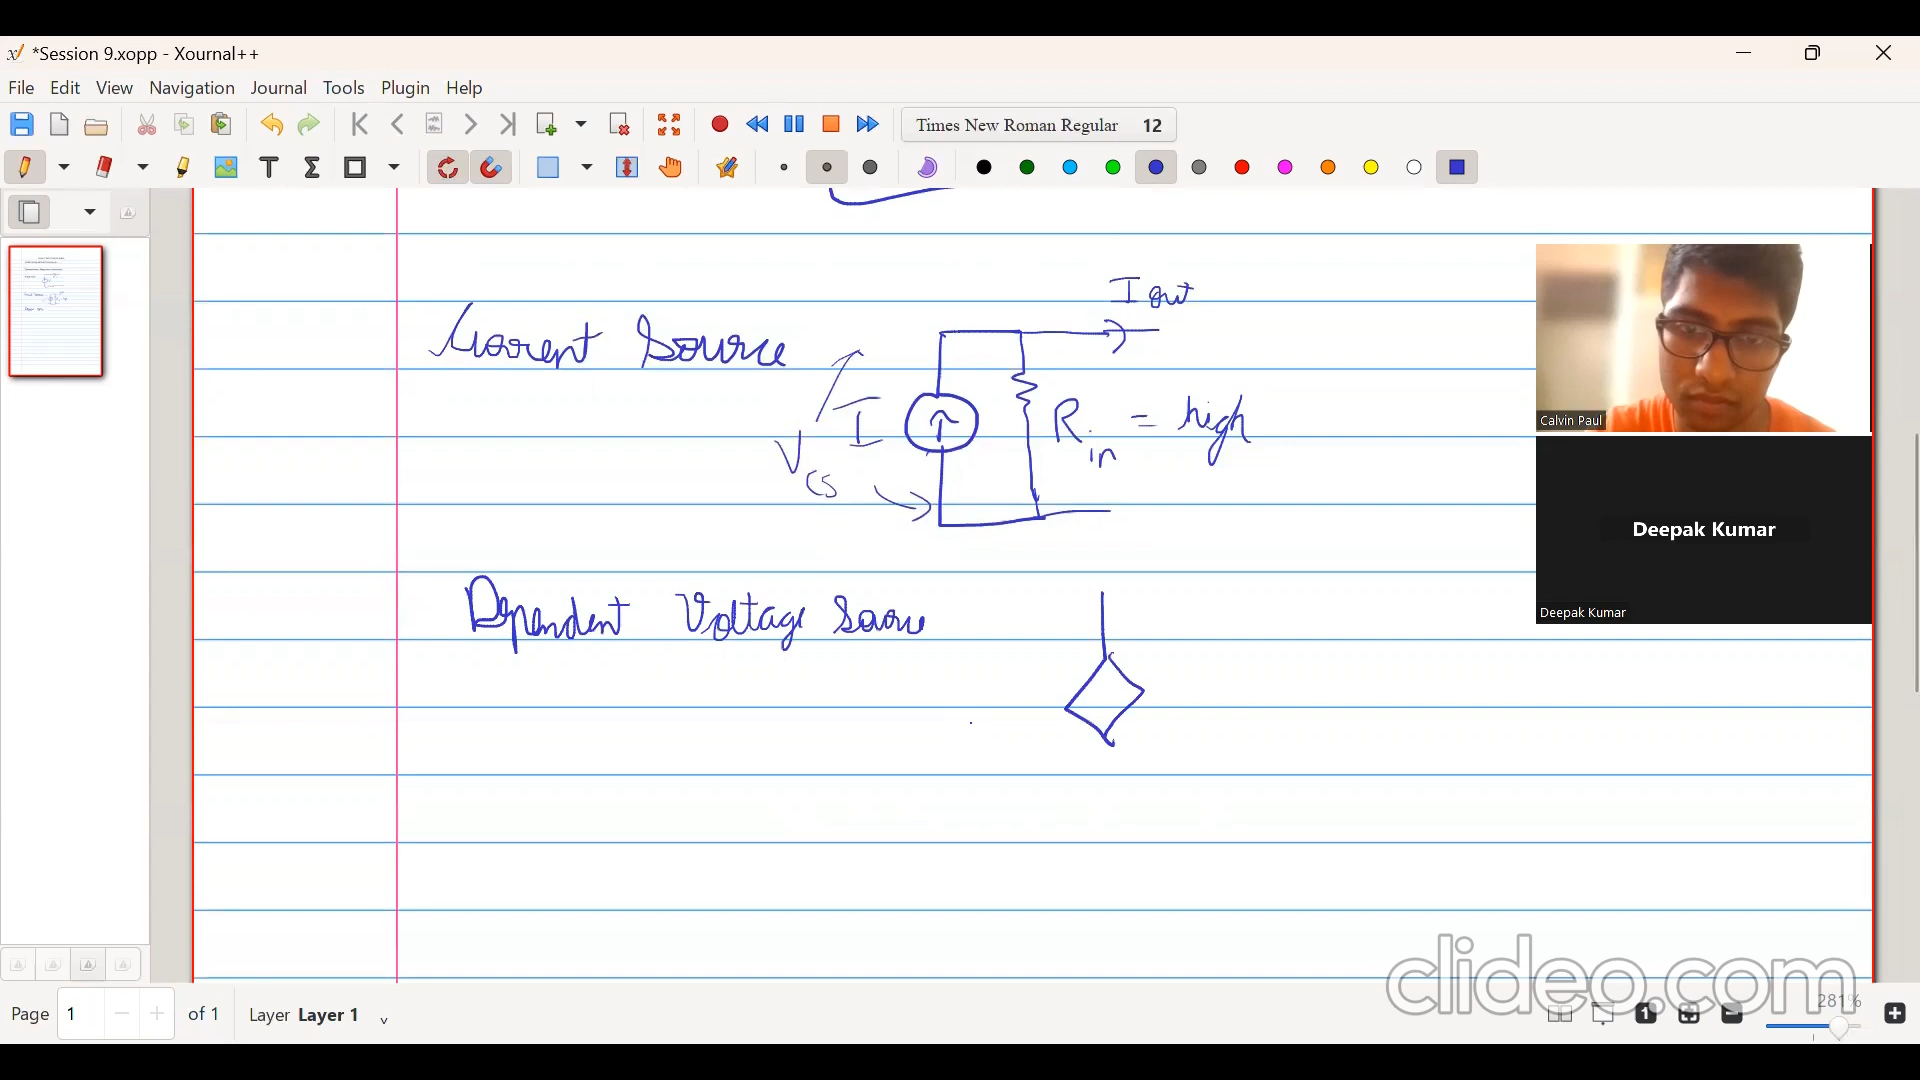 *Session 9.xopp - Xournal++
File Edit View Navigation Journal Tools Plugin Help
Times New Roman Regular 12
I out
Current Source
I
R in = high
V cs
Calvin Paul
Deepak Kumar
Deepak Kumar
Dependent Voltage Source
clideo.com
281%
Page 1 of 1 Layer Layer 1